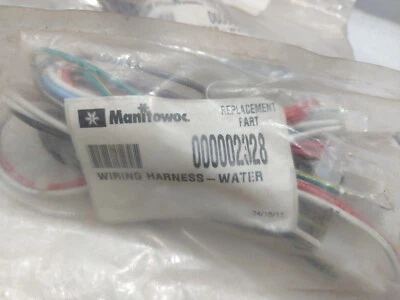 Manitowoc
REPLACEMENT
PART
000002328
WIRING HARNESS-WATER